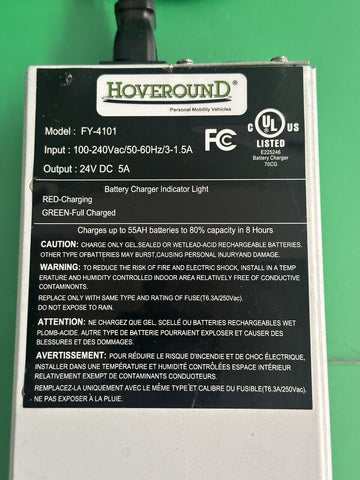 HOVEROUND®
Personal Mobility Vehicles
Model : FY-4101
Input : 100-240Vac/50-60Hz/3-1.5A
Output : 24V DC 5A
FC
C UL US
LISTED
E225246
Battery Charger
70CG
Battery Charger Indicator Light
RED-Charging
GREEN-Full Charged
Charges up to 55AH batteries to 80% capacity in 8 Hours
CAUTION: CHARGE ONLY GEL,SEALED OR WETLEAD-ACID RECHARGEABLE BATTERIES.
OTHER TYPE OFBATTERIES MAY BURST,CAUSING PERSONAL INJURYAND DANAGE.
WARNING: TO REDUCE THE RISK OF FIRE AND ELECTRIC SHOCK, INSTALL IN A TEMP
ERATUTE AND HUMIDITY CONTROLLED INDOOR AREA RELATIVELY FREE OF CONDUCTIVE
CONTAMINONTS.
REPLACE ONLY WITH SAME TYPE AND RATING OF FUSE(T6.3A/250Vac).
DO NOT EXPOSE TO RAIN.
ATTENTION: NE CHARGEZ QUE GEL, SCELLÉ OU BATTERIES RECHARGEABLES WET
PLOMB-ACIDE. AUTRE TYPE DE BATTERIE POURRAIENT EXPLOSER ET CAUSER DES
BLESSURES ET DES DOMMAGES.
AVERTISSEMENT: POUR RÉDUIRE LE RISQUE D'INCENDIE ET DE CHOC ÉLECTRIQUE,
INSTALLER DANS UNE TEMPÉRATURE ET HUMIDITÉ CONTRÔLÉES ESPACE INTÉRIEUR
RELATIVEMENT EXEMPT DE CONTAMINANTS CONDUOTEURS.
REMPLACEZ-LA UNIQUEMENT AVEC LE MÊME TYPE ET CALIBRE DU FUSIBLE(T6.3A/250Vac).
- NE PAS EXPOSER À LA PLUIE.